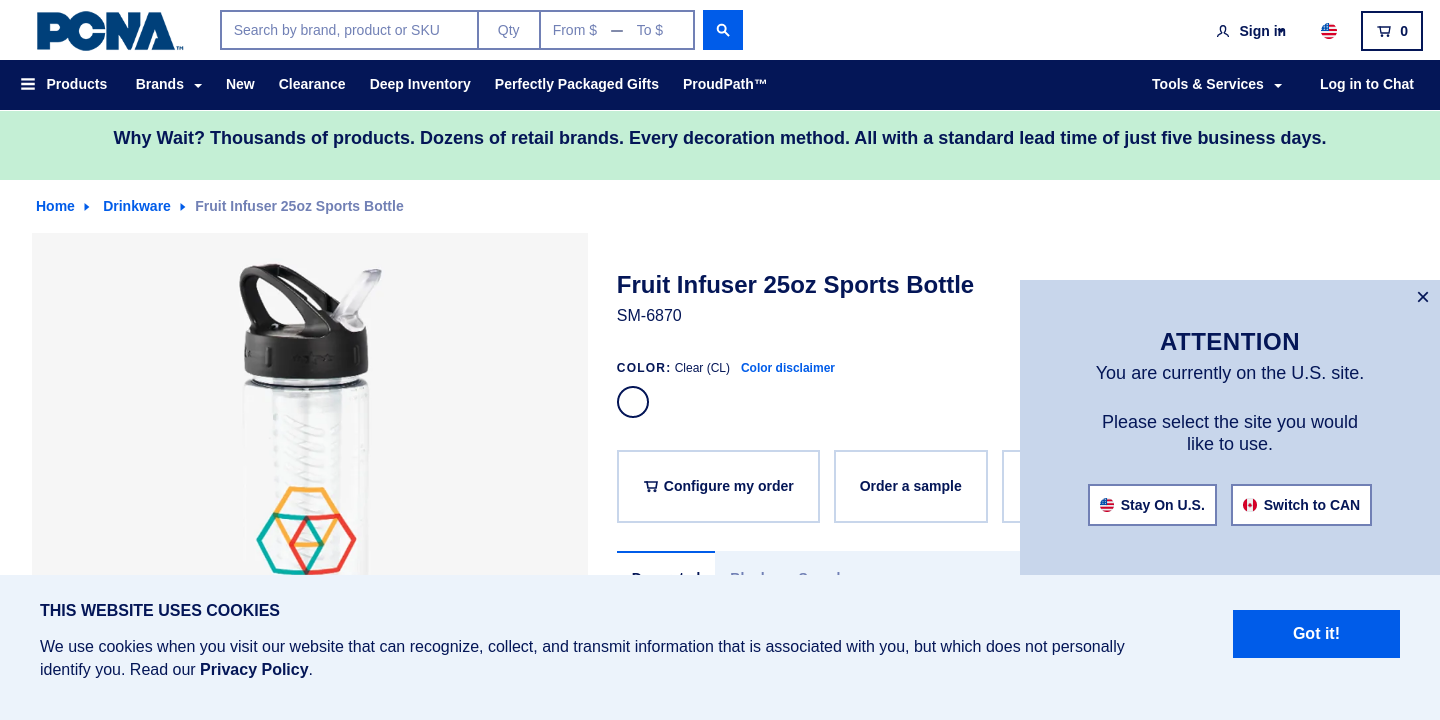 PCNA™
Search by brand, product or SKU
Qty
From $ — To $
Sign in
0
Products
Brands
New
Clearance
Deep Inventory
Perfectly Packaged Gifts
ProudPath™
Tools & Services
Log in to Chat
Why Wait? Thousands of products. Dozens of retail brands. Every decoration method. All with a standard lead time of just five business days.
Home
Drinkware
Fruit Infuser 25oz Sports Bottle
Fruit Infuser 25oz Sports Bottle
SM-6870
COLOR: Clear (CL) Color disclaimer
Configure my order
Order a sample
×
ATTENTION
You are currently on the U.S. site.
Please select the site you would
like to use.
Stay On U.S.
Switch to CAN
THIS WEBSITE USES COOKIES
We use cookies when you visit our website that can recognize, collect, and transmit information that is associated with you, but which does not personally
identify you. Read our Privacy Policy.
Got it!